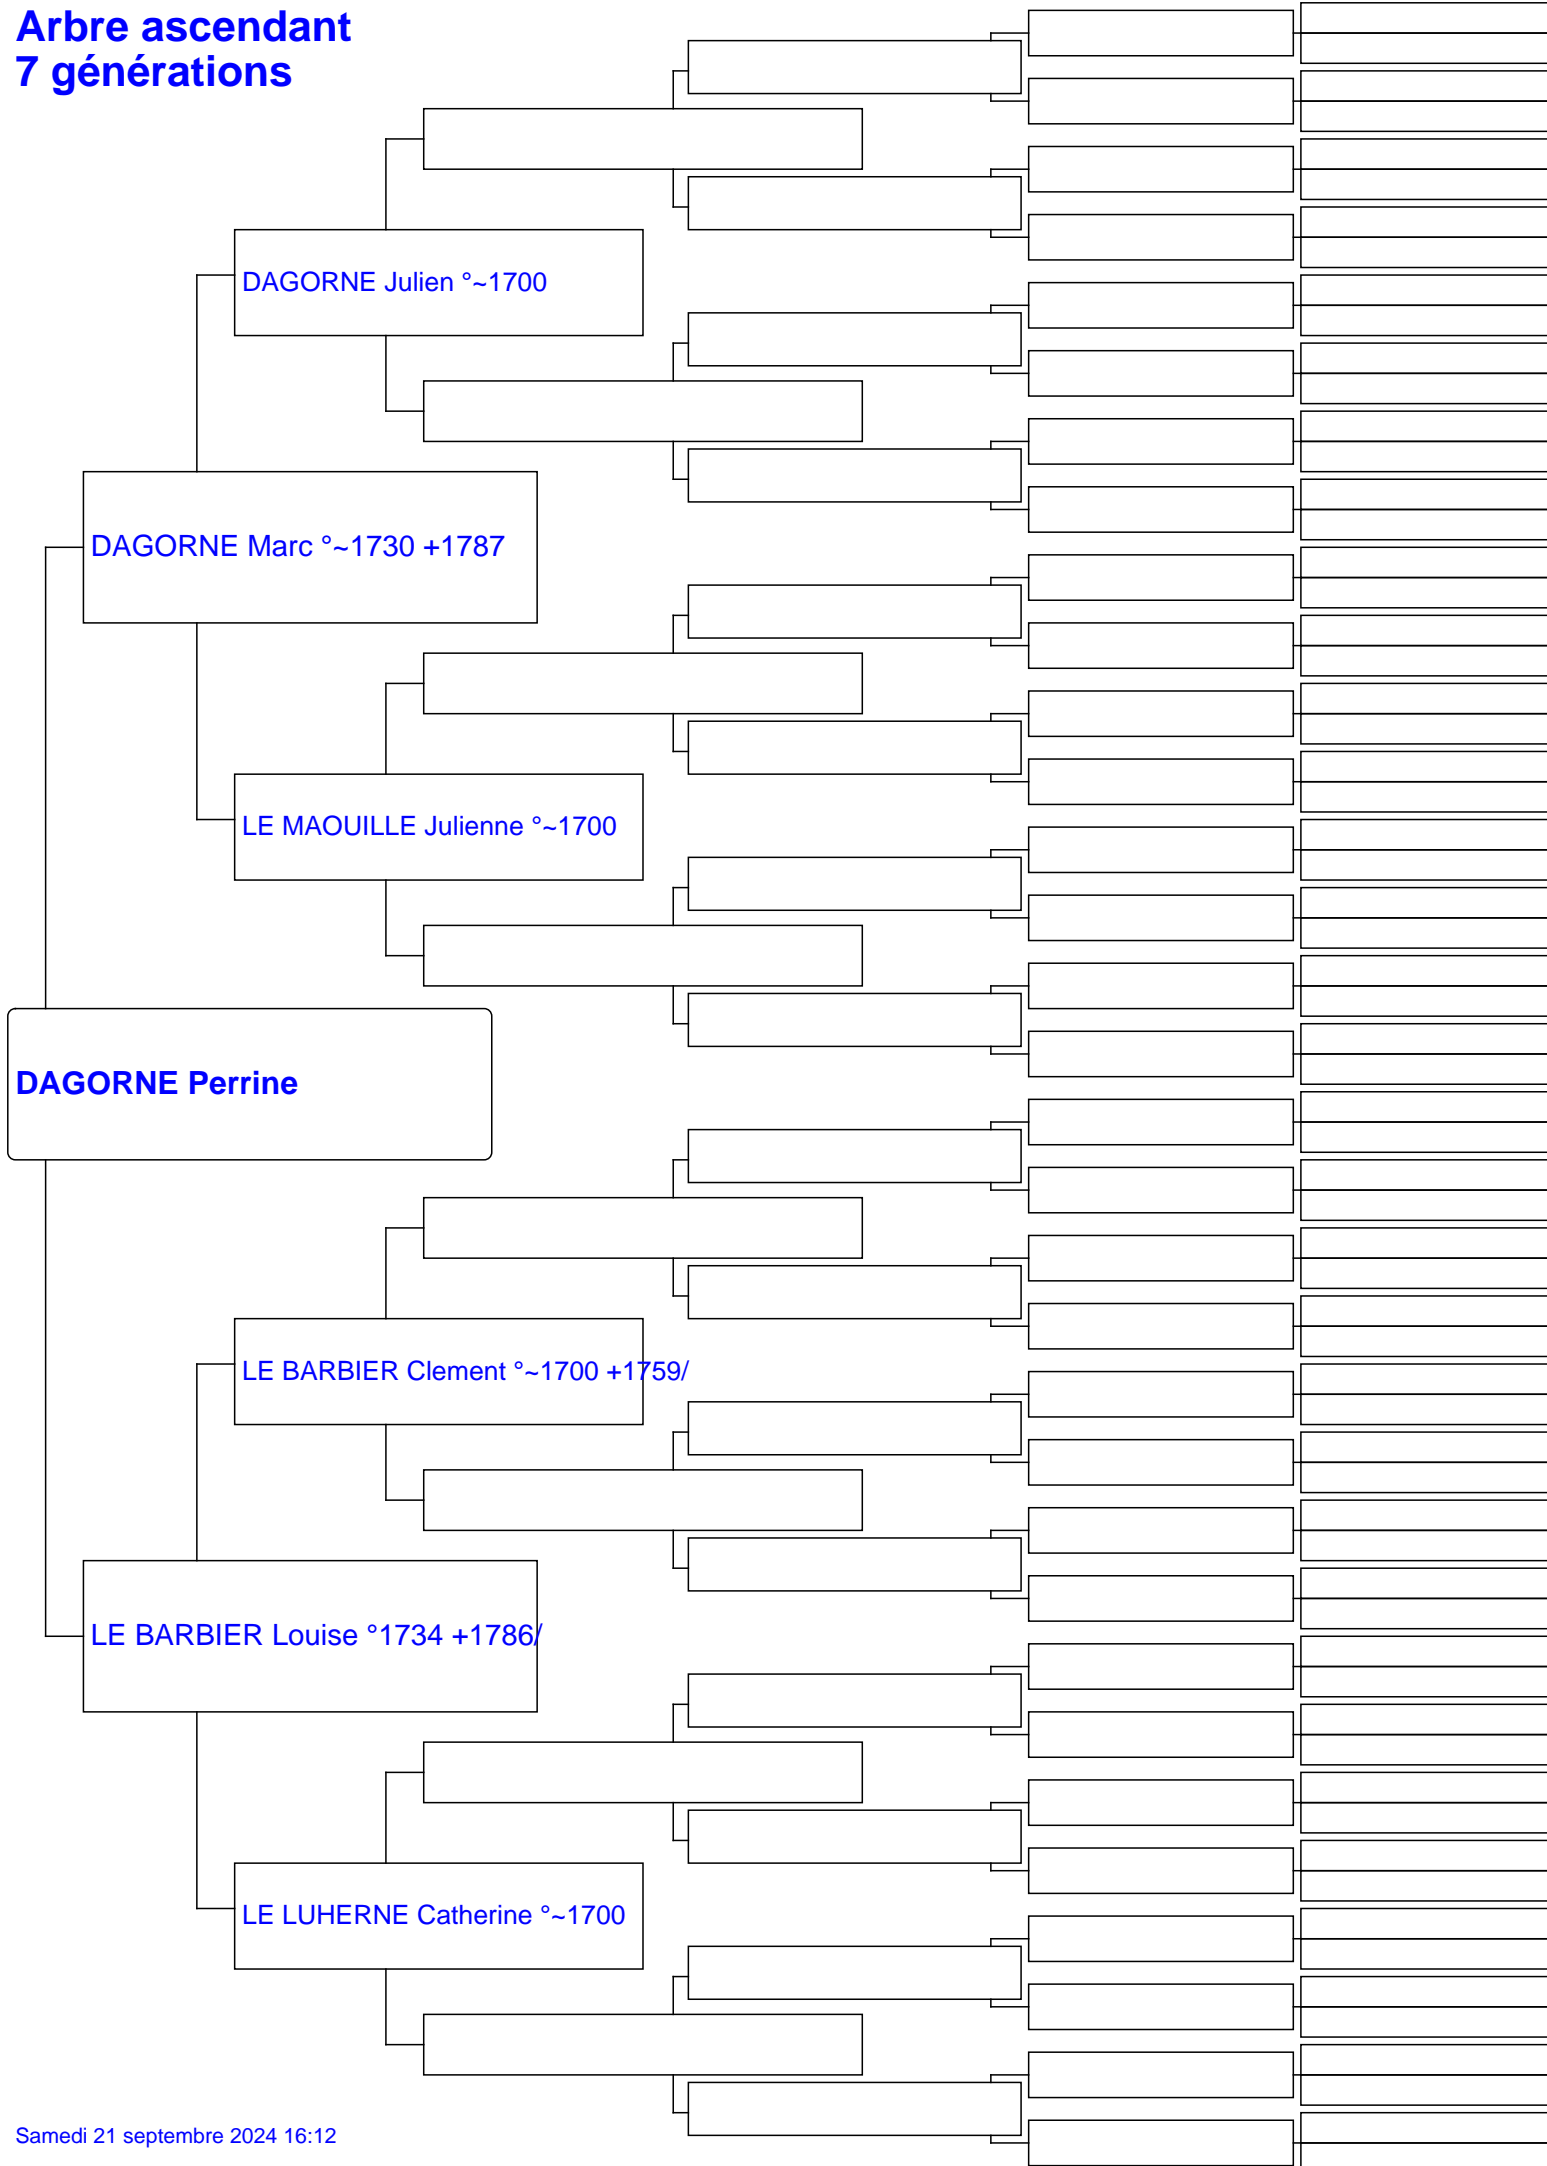 Arbre ascendant
7 générations
DAGORNE Julien °~1700
DAGORNE Marc °~1730 +1787
LE MAOUILLE Julienne °~1700
DAGORNE Perrine
LE BARBIER Clement °~1700 +1759/
LE BARBIER Louise °1734 +1786/
LE LUHERNE Catherine °~1700
Samedi 21 septembre 2024 16:12